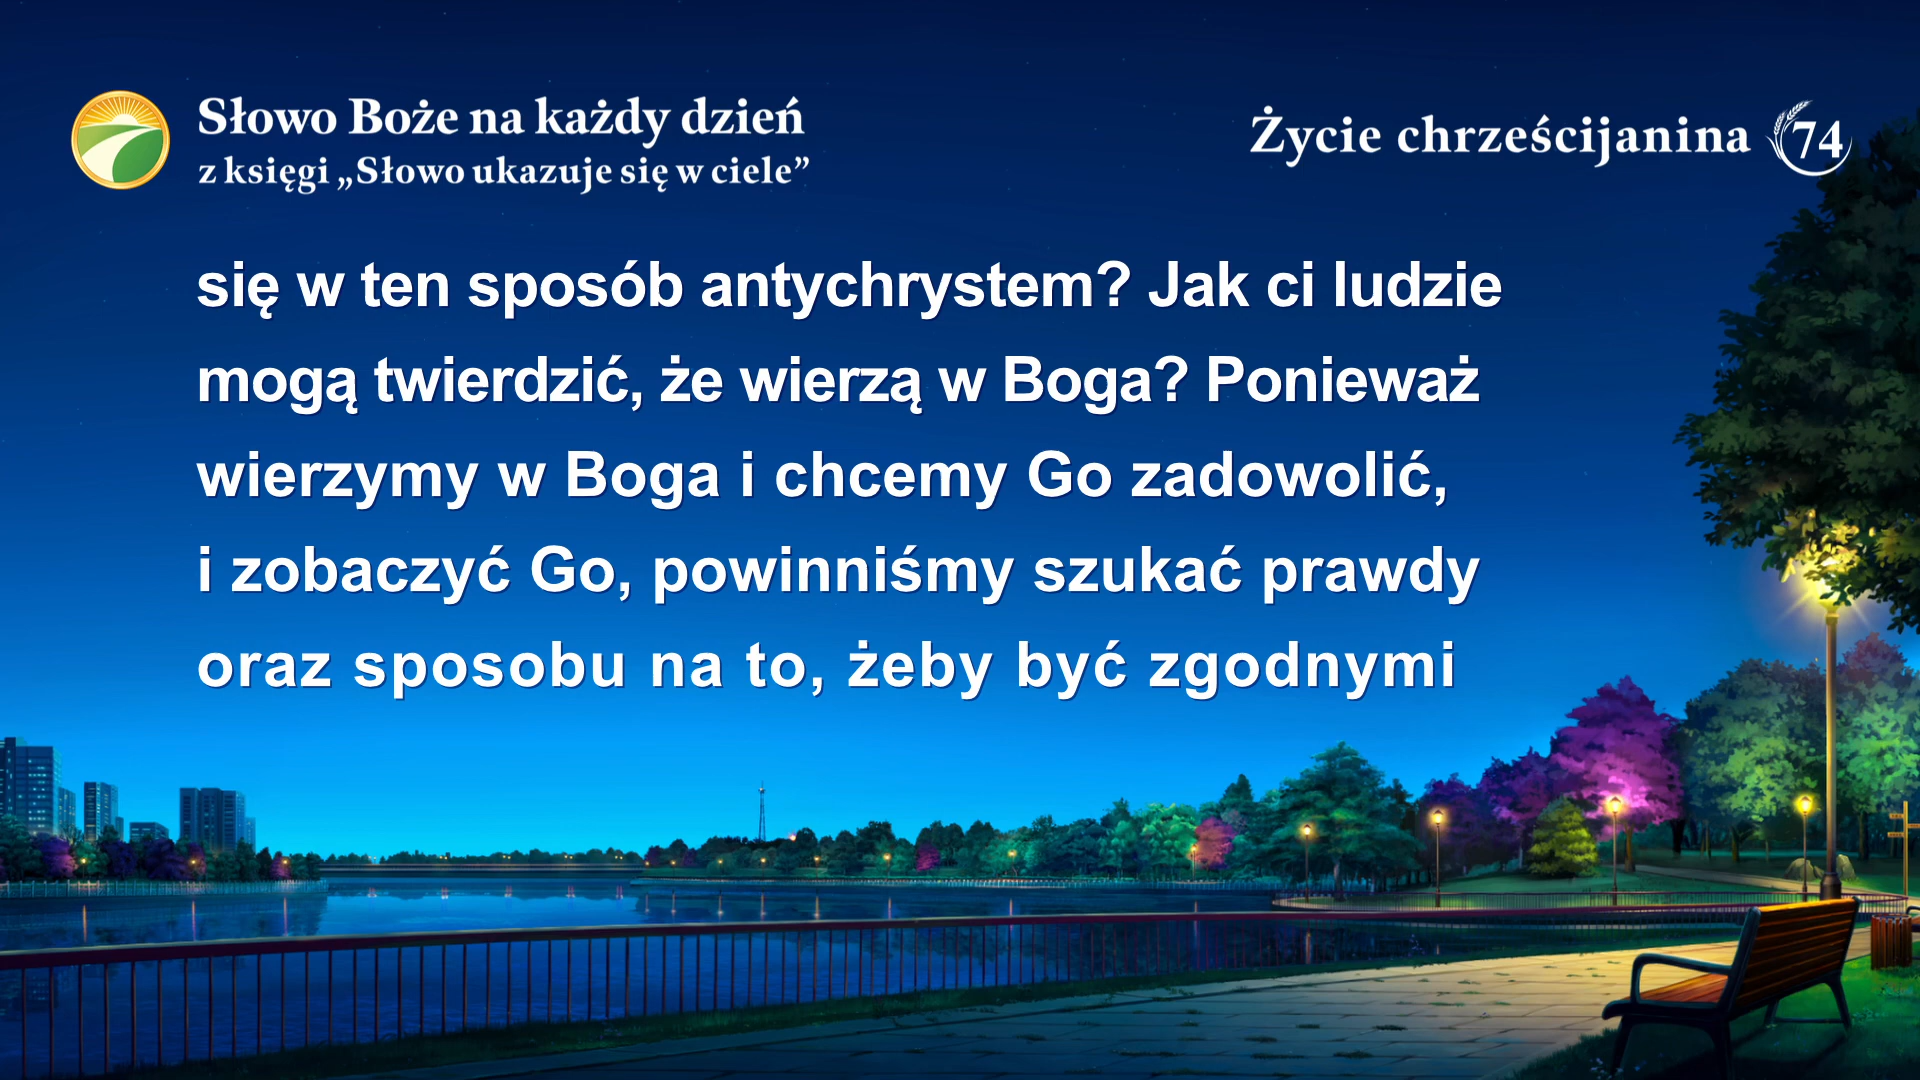 Słowo Boże na każdy dzień
z księgi „Słowo ukazuje się w ciele”
Życie chrześcijanina 74
się w ten sposób antychrystem? Jak ci ludzie
mogą twierdzić, że wierzą w Boga? Ponieważ
wierzymy w Boga i chcemy Go zadowolić,
i zobaczyć Go, powinniśmy szukać prawdy
oraz sposobu na to, żeby być zgodnymi